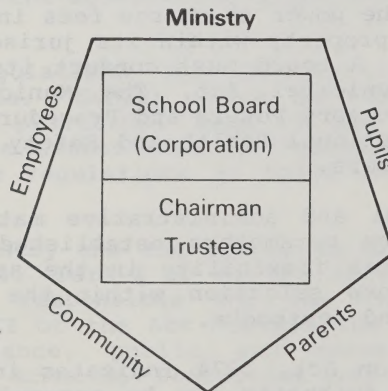 Ministry
Employees
Pupils
School Board
(Corporation)
Chairman
Trustees
Community
Parents